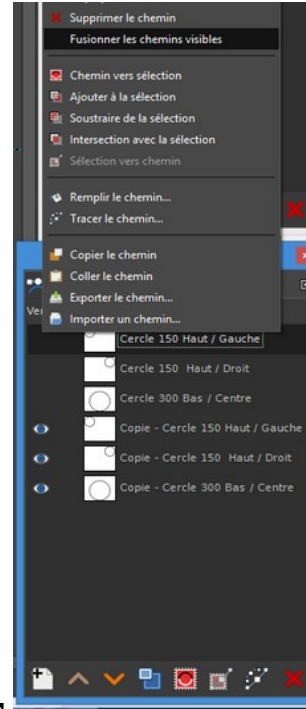 Supprimer le chemin
Fusionner les chemins visibles
Chemin vers sélection
Ajouter à la sélection
Soustraire de la sélection
Intersection avec la sélection
Sélection vers chemin
Remplir le chemin...
Tracer le chemin...
Copier le chemin
Coller le chemin
Exporter le chemin...
Importer un chemin...
Cercle 150 Haut / Gauche
Cercle 150 Haut / Droit
Cercle 300 Bas / Centre
Copie - Cercle 150 Haut / Gauche
Copie - Cercle 150 Haut / Droit
Copie - Cercle 300 Bas / Centre